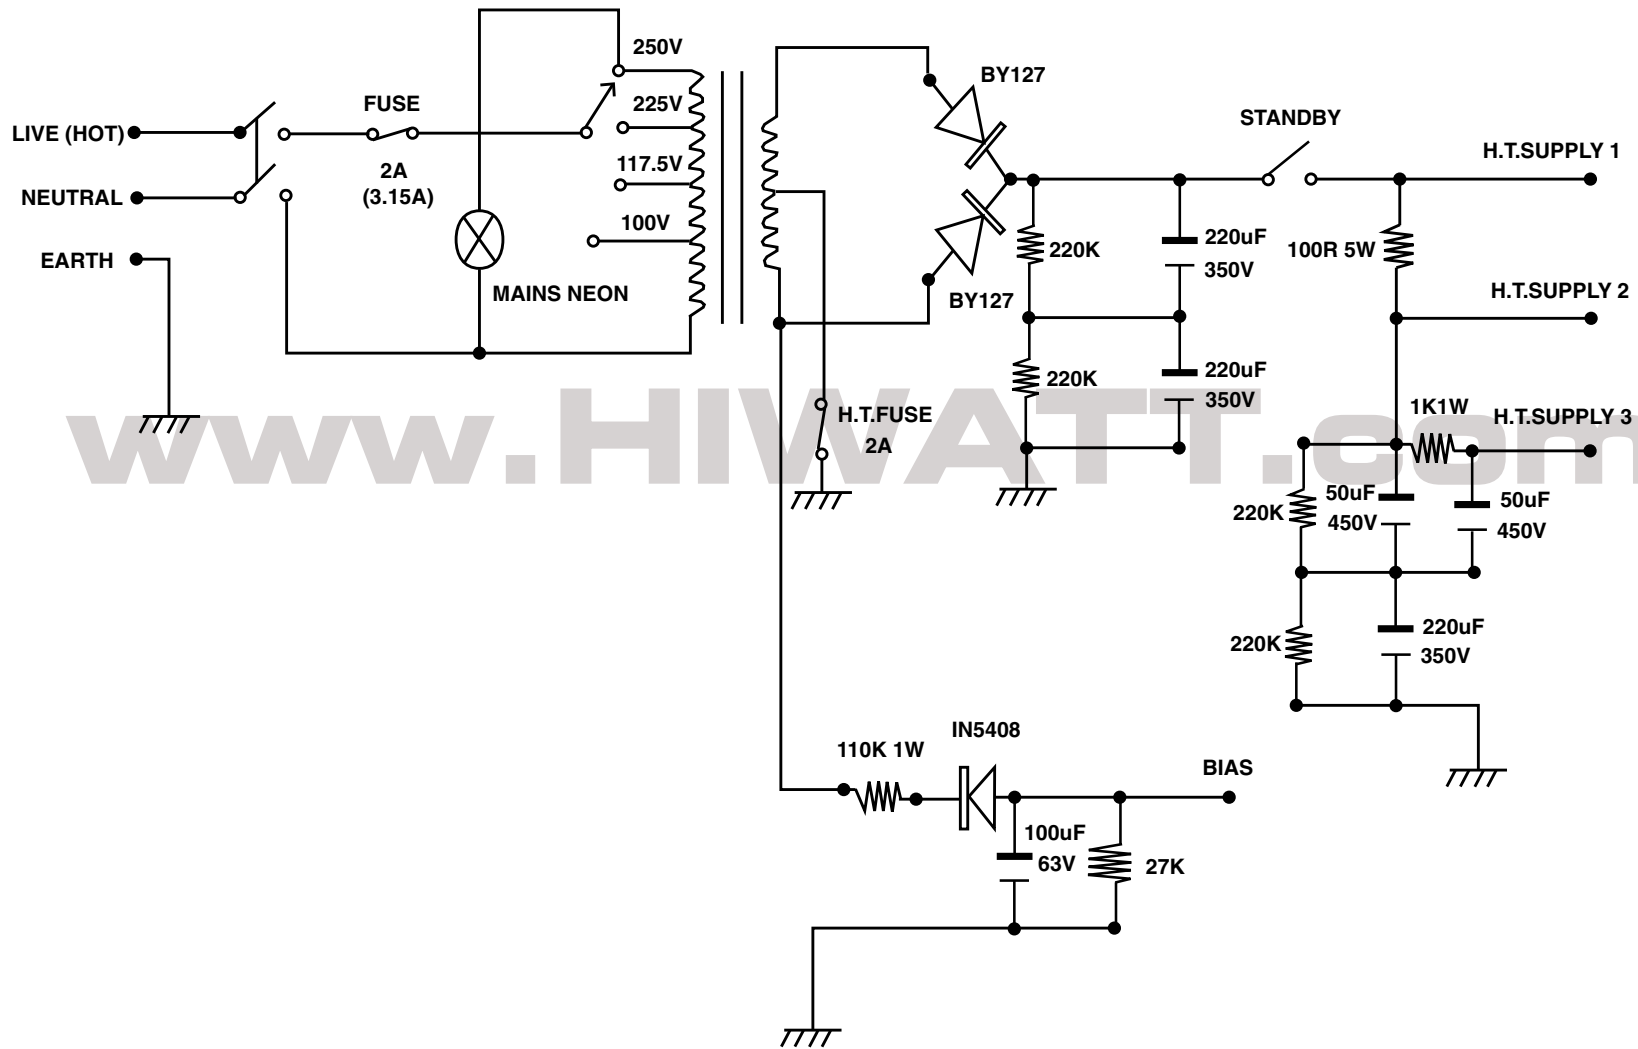 250V
BY127
FUSE
225V
STANDBY
LIVE (HOT)
H.T.SUPPLY 1
117.5V
2A
(3.15A)
NEUTRAL
100V
220uF
350V
220K
100R 5W
EARTH
MAINS NEON
BY127
H.T.SUPPLY 2
220K
220uF
350V
www.HIWATT.com
H.T.FUSE
2A
1K1W
H.T.SUPPLY 3
50uF
450V
220K
50uF
450V
220K
220uF
350V
IN5408
110K 1W
BIAS
100uF
63V
27K